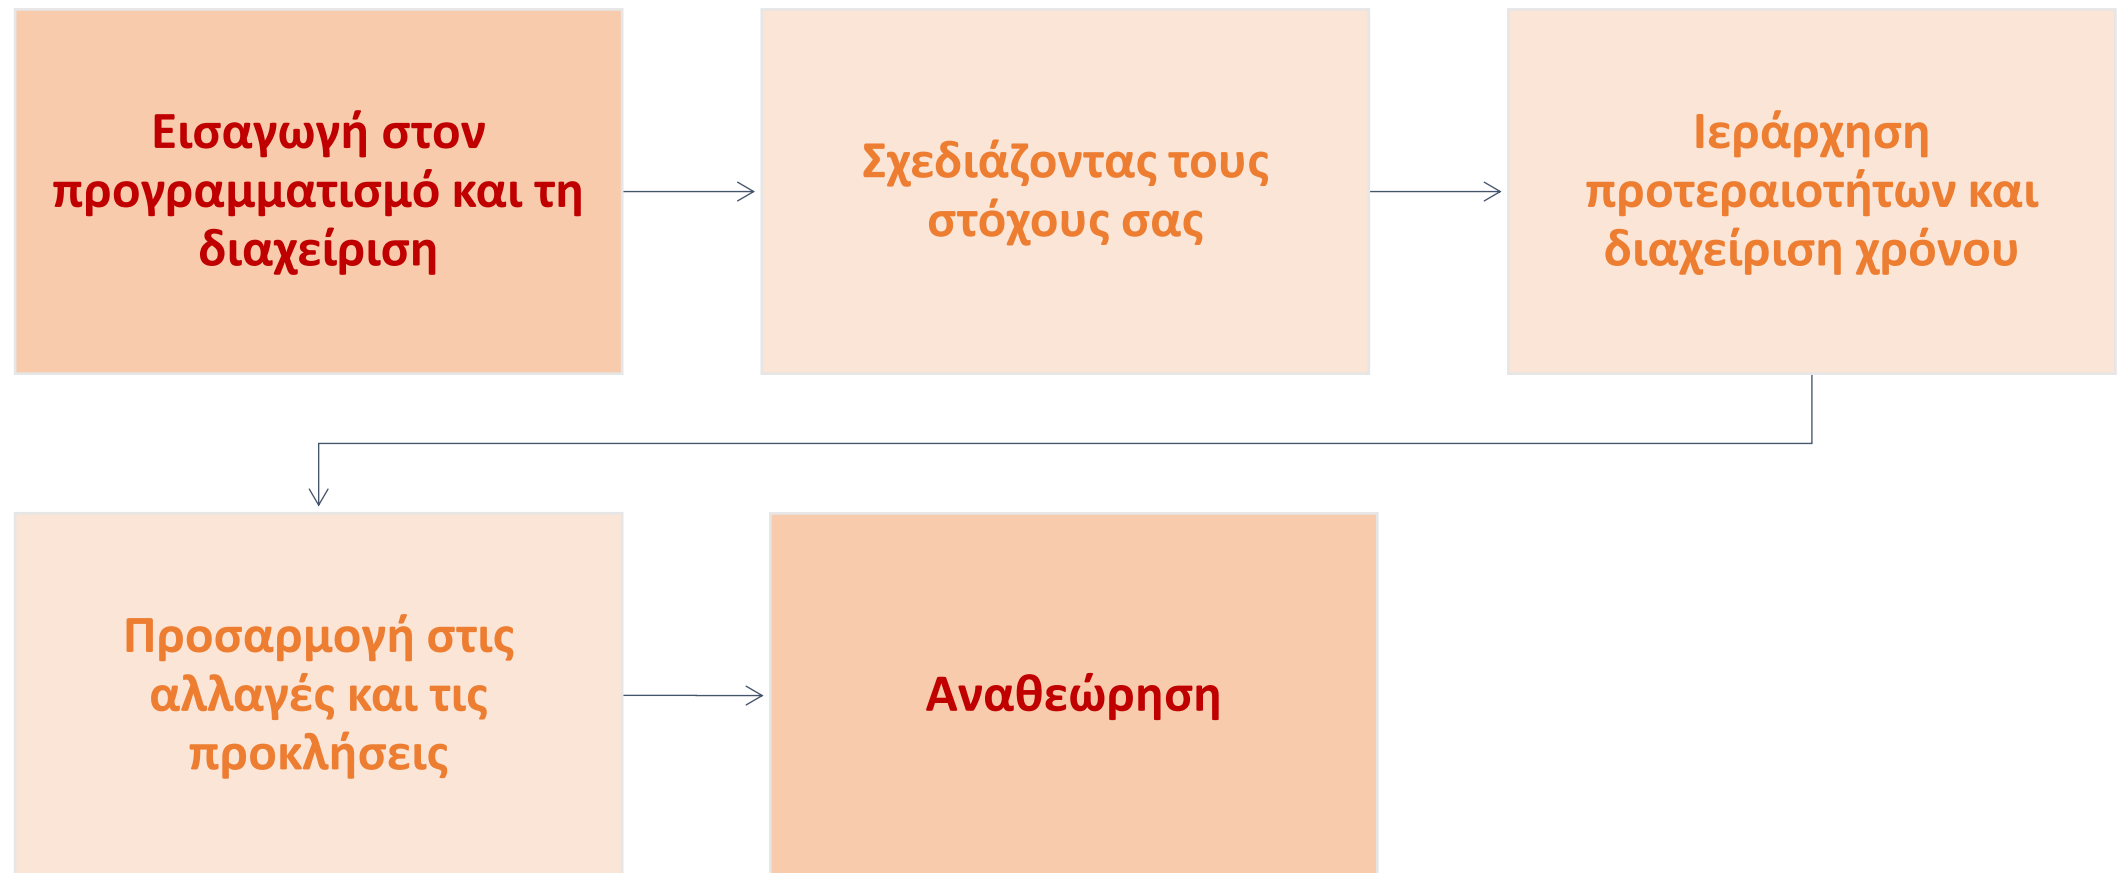 Εισαγωγή στον
προγραμματισμό και τη
διαχείριση
Σχεδιάζοντας τους
στόχους σας
Ιεράρχηση
προτεραιοτήτων και
διαχείριση χρόνου
Προσαρμογή στις
αλλαγές και τις
προκλήσεις
Αναθεώρηση